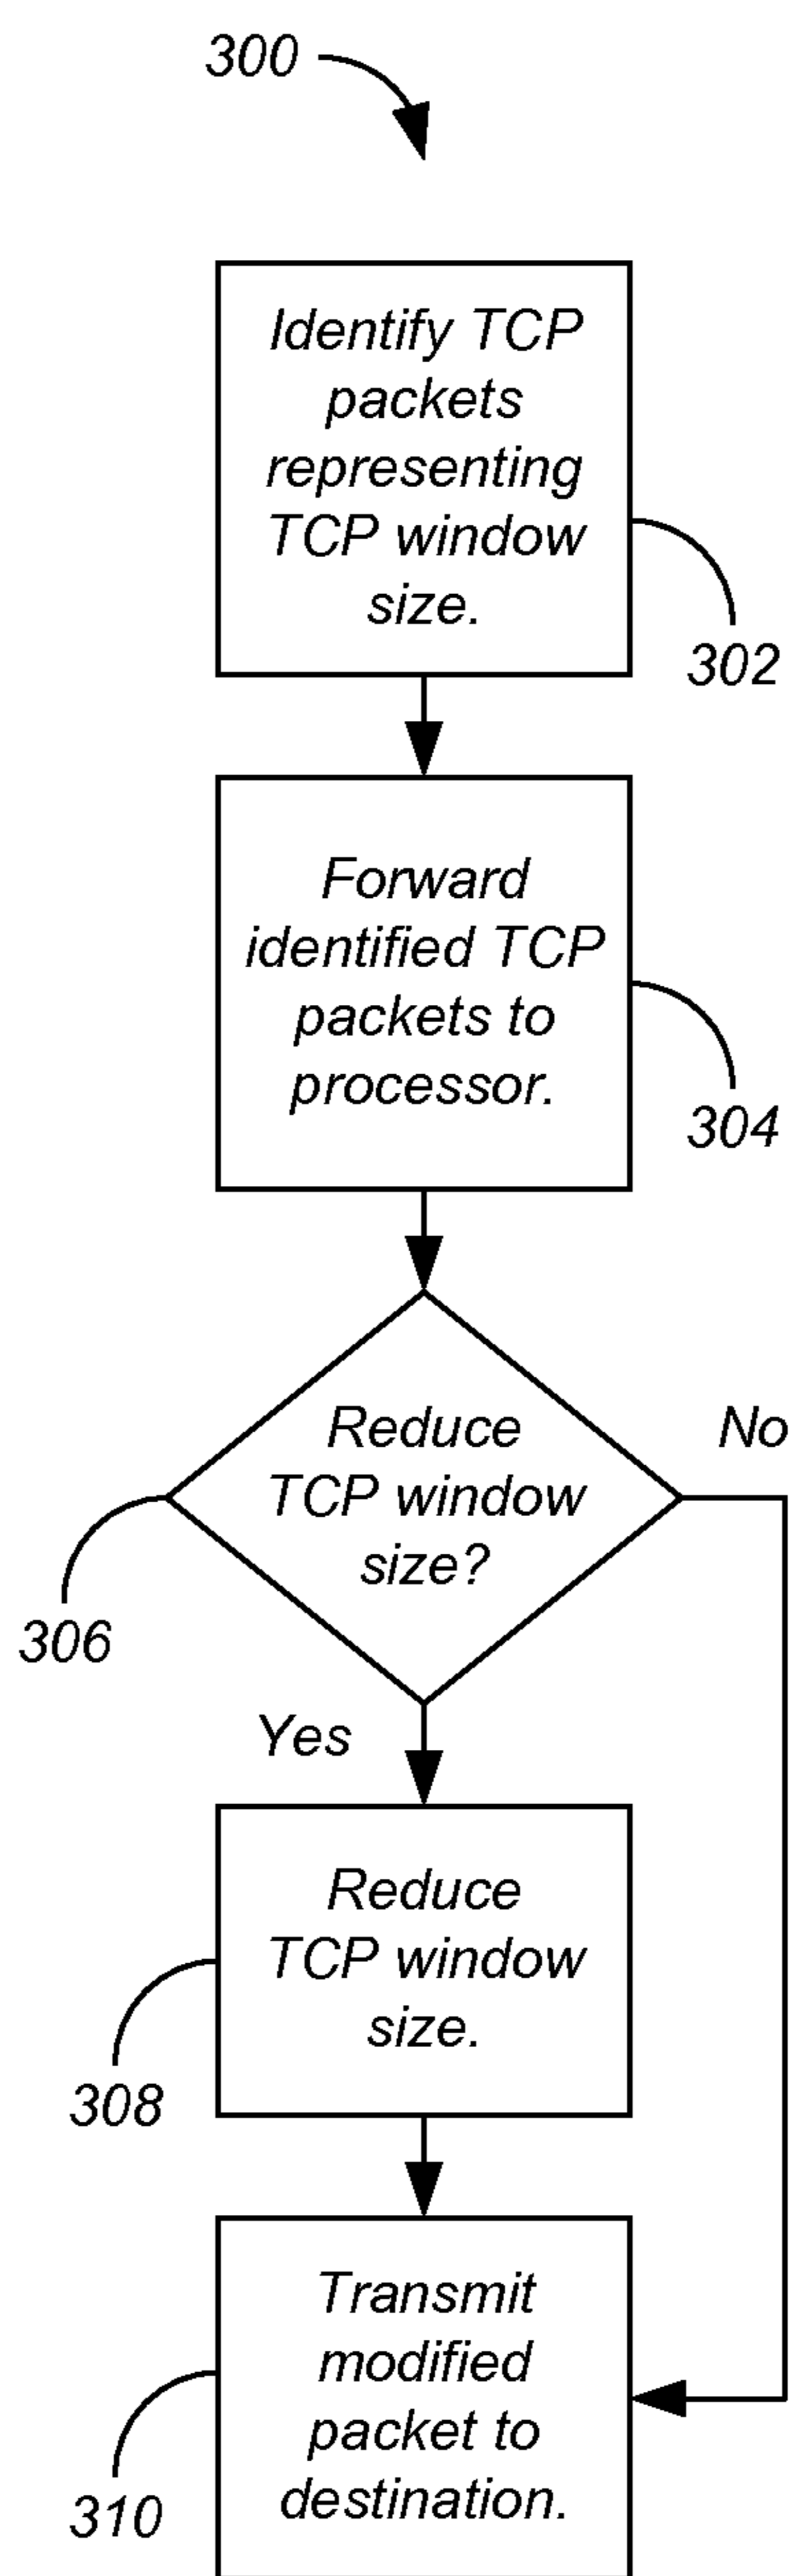 300
Identify TCP
packets
representing
TCP window
size.
302
Forward
identified TCP
packets to
processor.
304
Reduce
TCP window
size?
No
306
Yes
Reduce
TCP window
size.
308
Transmit
modified
packet to
destination.
310